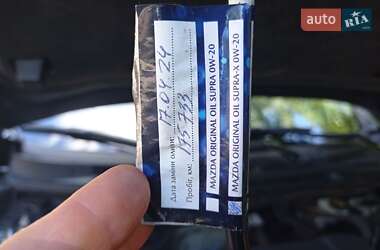 auto RIA
Дата заміни оливи: 17.04.24
Пробіг, км: 195 733
MAZDA ORIGINAL OIL SUPRA 0W-20
MAZDA ORIGINAL OIL SUPRA-X 0W-20